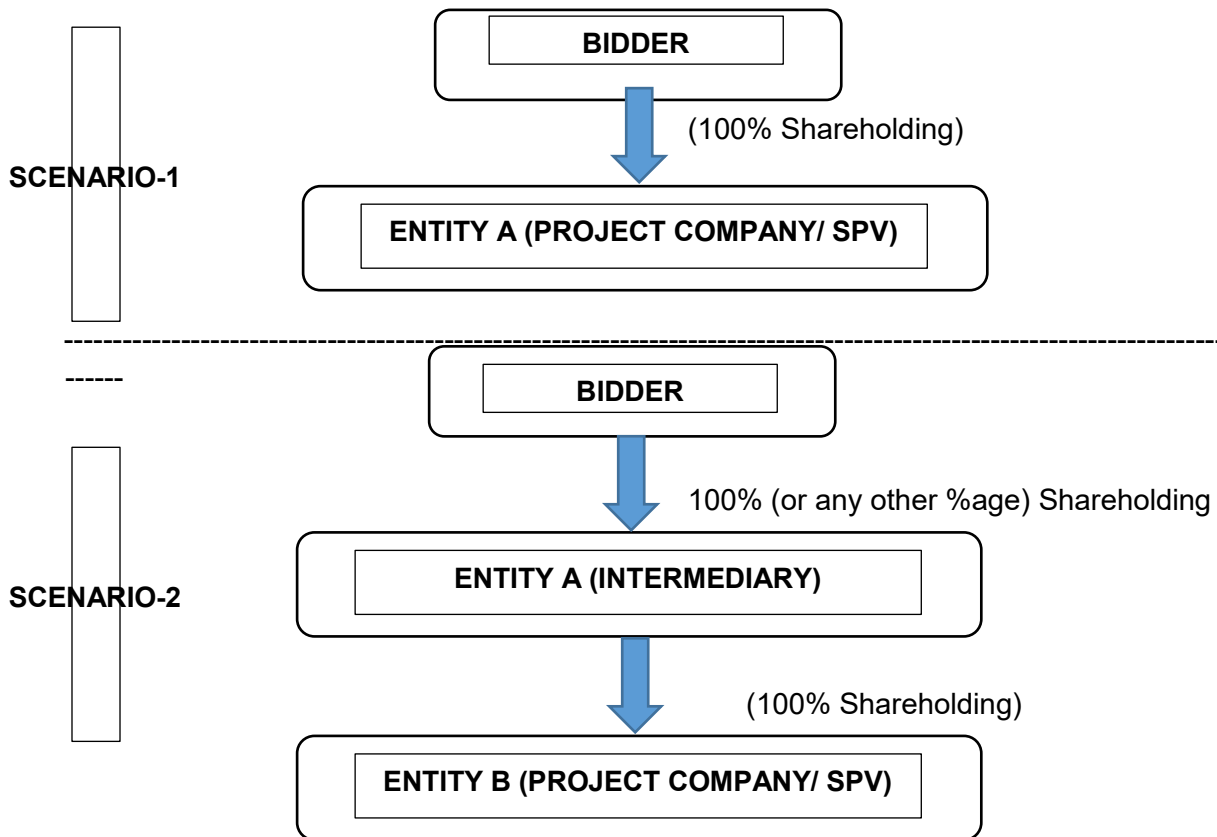 BIDDER
(100% Shareholding)
SCENARIO-1
ENTITY A (PROJECT COMPANY/ SPV)
------------------------------------------------------------------------------------------------
------
BIDDER
100% (or any other %age) Shareholding
ENTITY A (INTERMEDIARY)
SCENARIO-2
(100% Shareholding)
ENTITY B (PROJECT COMPANY/ SPV)